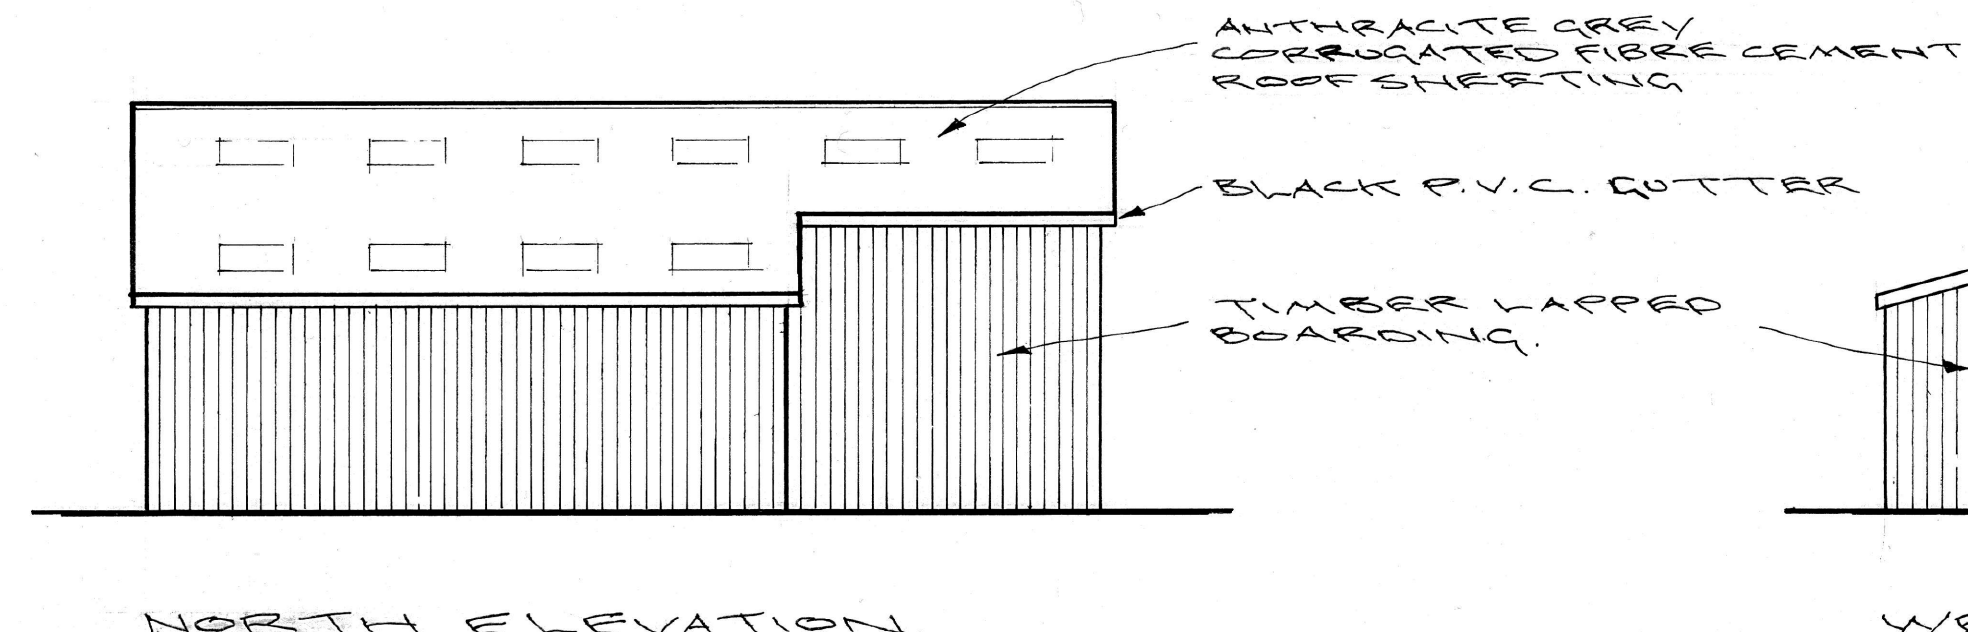 ANTHRACITE GREY
CORRUGATED FIBRE CEMENT
ROOF SHEETING
BLACK P.V.C. GUTTER
TIMBER LAPPED
BOARDING.
NORTH ELEVATION